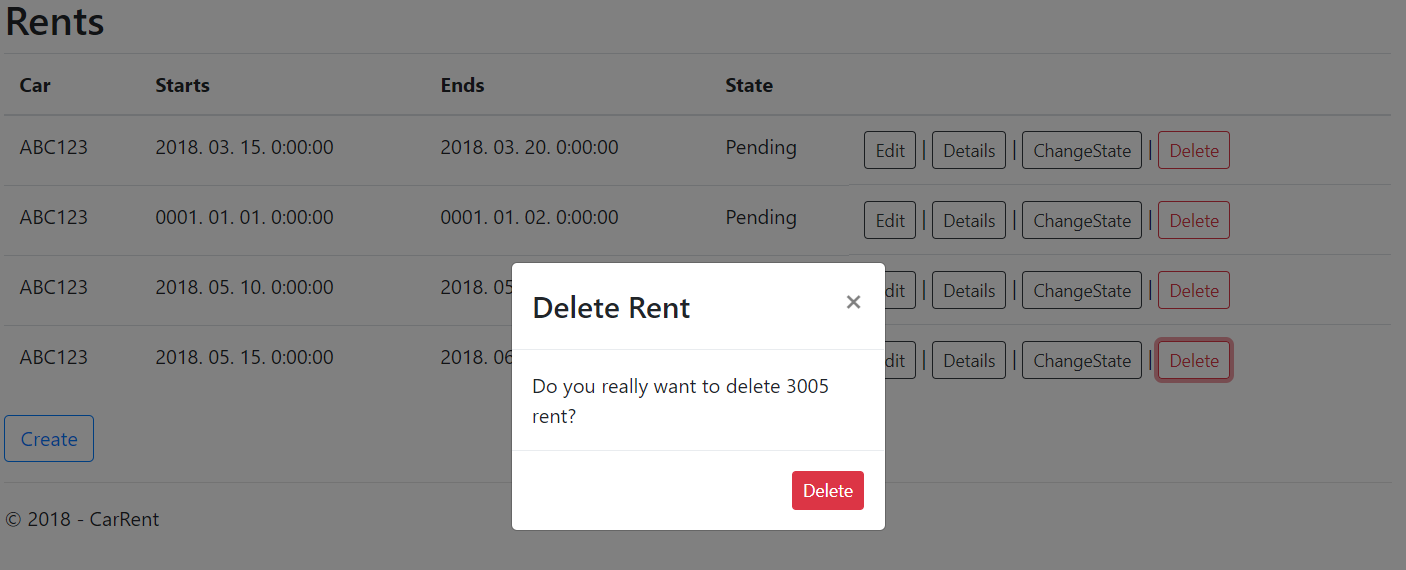 Rents
Car Starts Ends State
ABC123 2018. 03. 15. 0:00:00 2018. 03. 20. 0:00:00 Pending Edit | Details | ChangeState | Delete
ABC123 0001. 01. 01. 0:00:00 0001. 01. 02. 0:00:00 Pending Edit | Details | ChangeState | Delete
ABC123 2018. 05. 10. 0:00:00 2018. 05 dit | Details | ChangeState | Delete
ABC123 2018. 05. 15. 0:00:00 2018. 06 dit | Details | ChangeState | Delete
Create
© 2018 - CarRent
Delete Rent ×
Do you really want to delete 3005
rent?
Delete